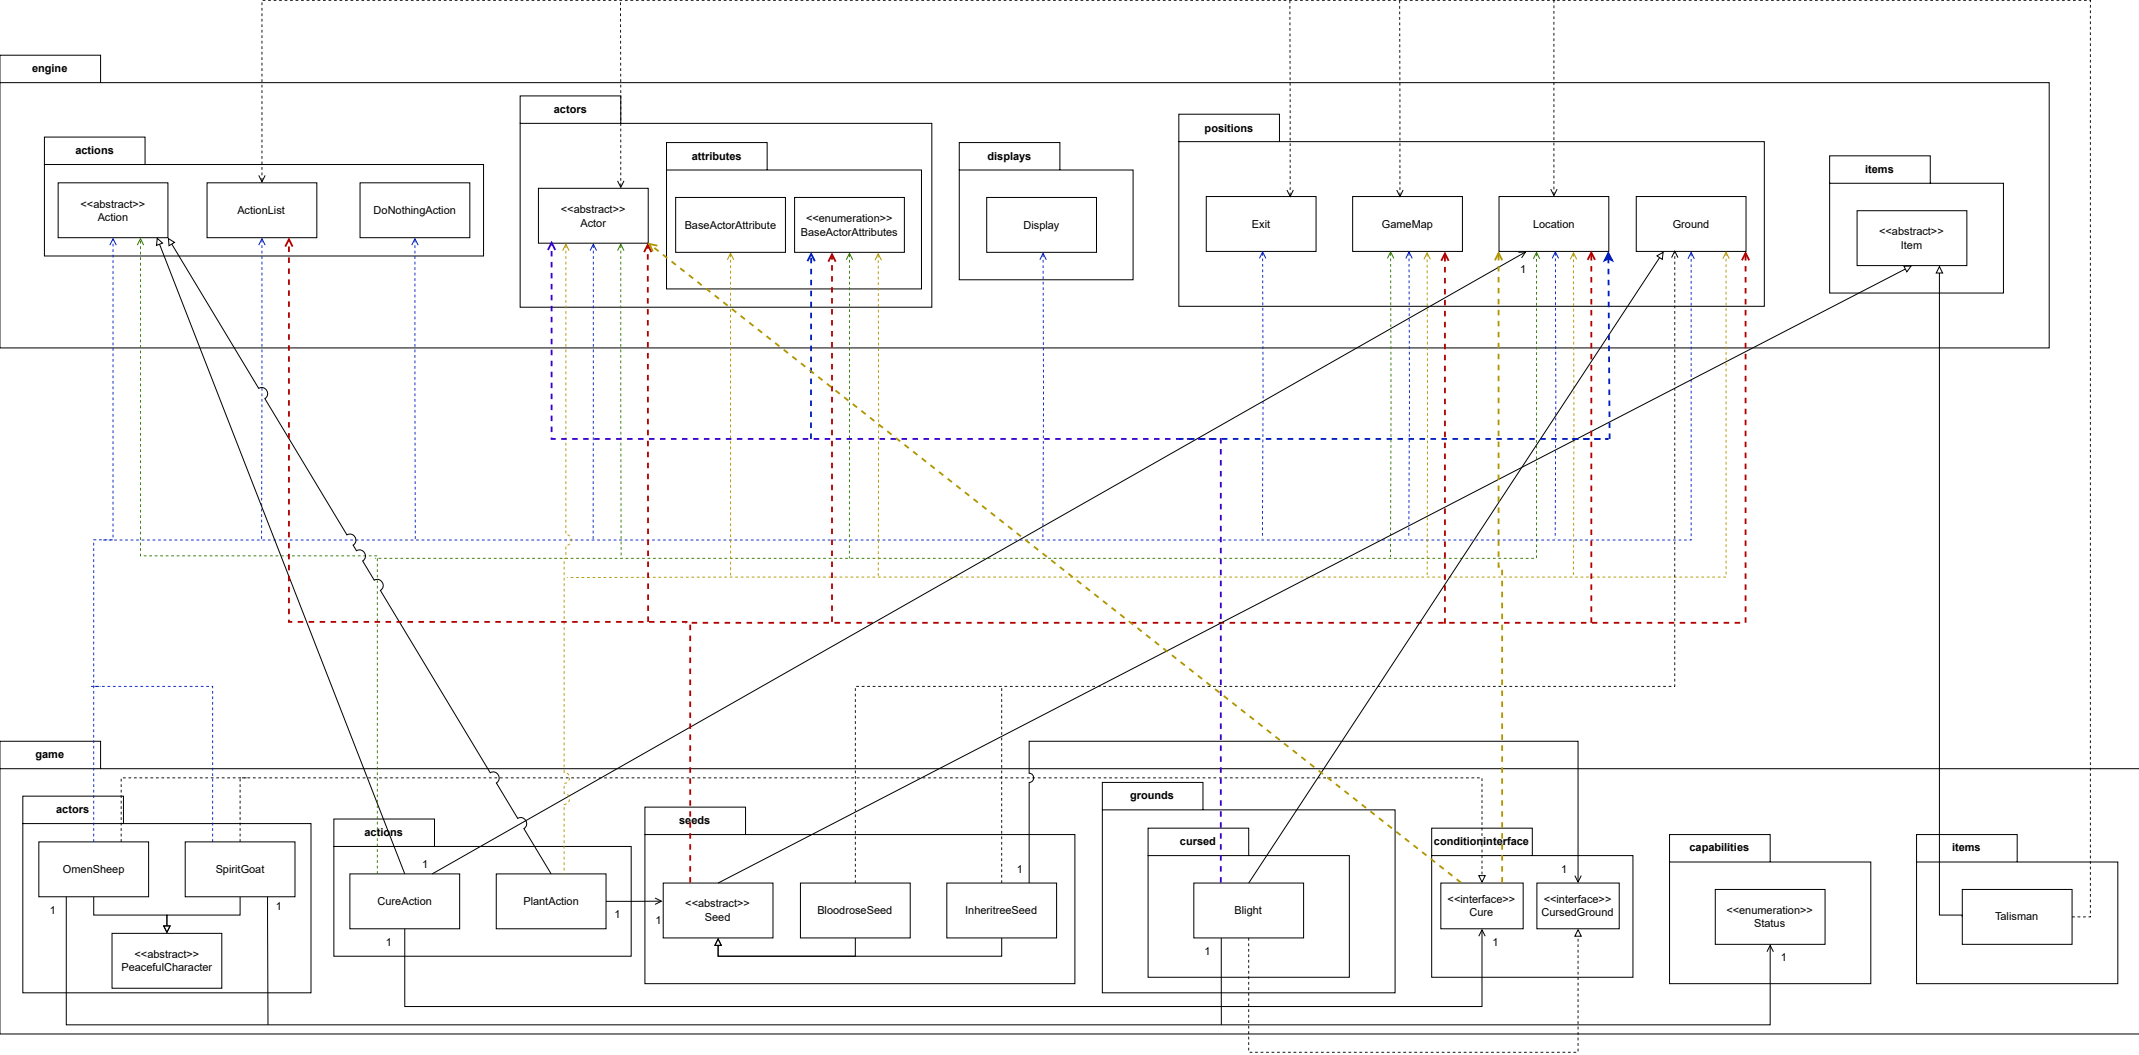 engine
actions
<<abstract>>
Action
ActionList
DoNothingAction
actors
<<abstract>>
Actor
attributes
BaseActorAttribute
<<enumeration>>
BaseActorAttributes
displays
Display
positions
Exit
GameMap
Location
1
Ground
items
<<abstract>>
Item
game
actors
OmenSheep
1
SpiritGoat
1
<<abstract>>
PeacefulCharacter
actions
1
CureAction
1
PlantAction
1
seeds
1
<<abstract>>
Seed
BloodroseSeed
1
InheritreeSeed
grounds
cursed
Blight
1
conditioninterface
<<interface>>
Cure
1
1
<<interface>>
CursedGround
capabilities
<<enumeration>>
Status
1
items
Talisman